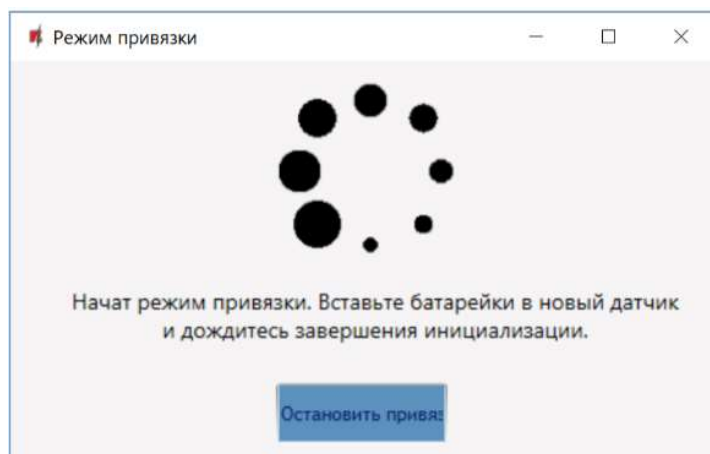 Режим привязки
Начат режим привязки. Вставьте батарейки в новый датчик
и дождитесь завершения инициализации.
Остановить привяз